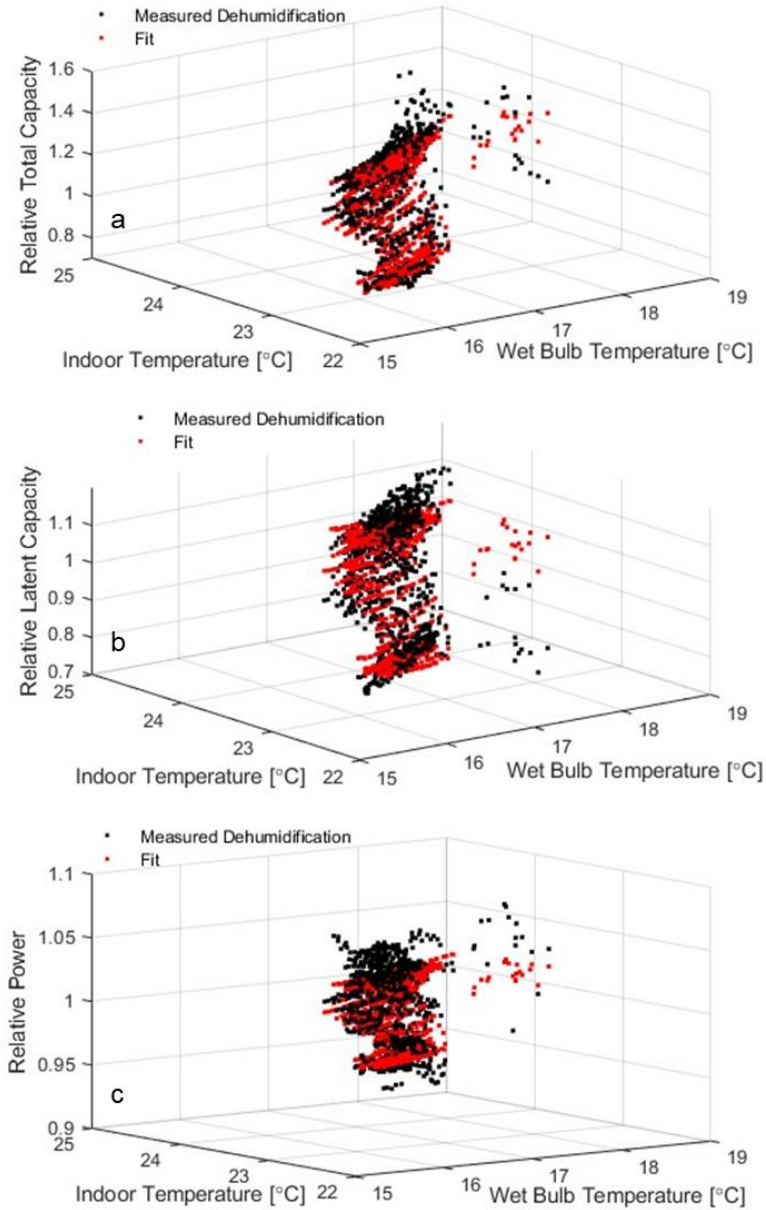 Measured Dehumidification
Fit
Relative Total Capacity
1.6
1.4
1.2
1
0.8
a
25
24
23
22
Indoor Temperature [°C]
15
16
17
18
19
Wet Bulb Temperature [°C]
Measured Dehumidification
Fit
Relative Latent Capacity
1.1
1
0.9
0.8
0.7
b
25
24
23
22
Indoor Temperature [°C]
15
16
17
18
19
Wet Bulb Temperature [°C]
Measured Dehumidification
Fit
Relative Power
1.1
1.05
1
0.95
0.9
c
25
24
23
22
Indoor Temperature [°C]
15
16
17
18
19
Wet Bulb Temperature [°C]